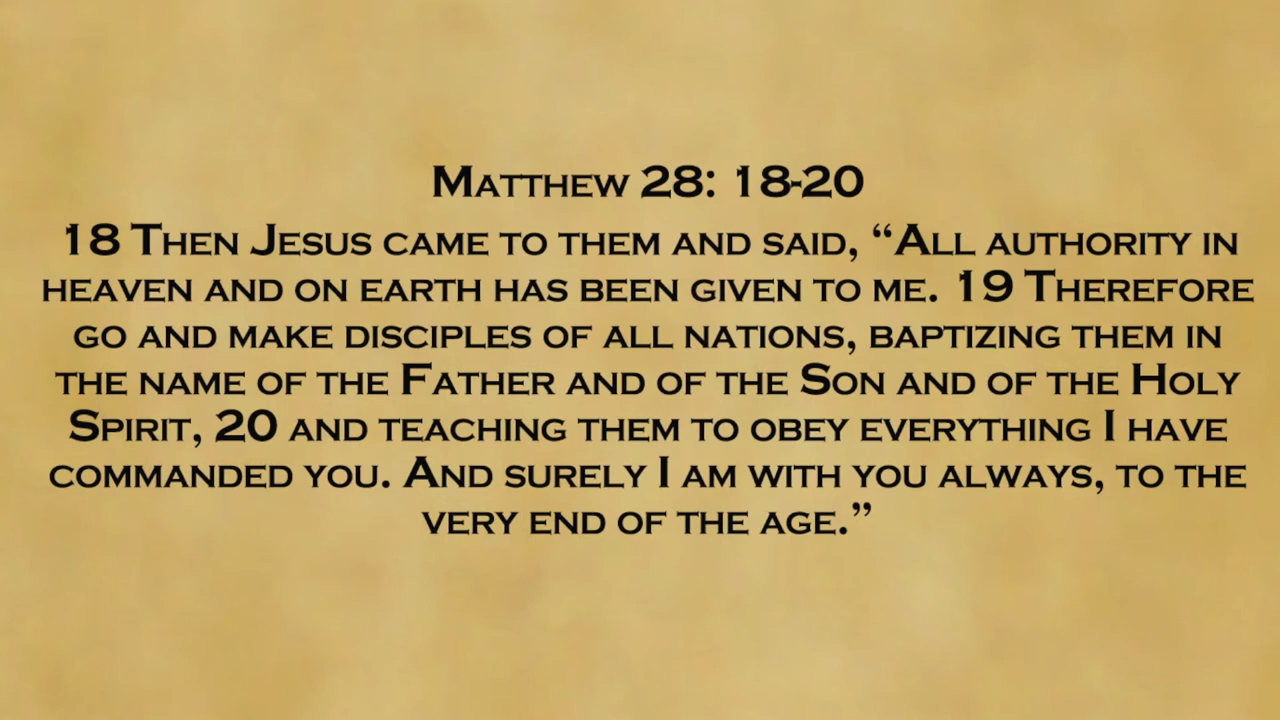 Matthew 28: 18-20
18 Then Jesus came to them and said, “All authority in
heaven and on earth has been given to me. 19 Therefore
go and make disciples of all nations, baptizing them in
the name of the Father and of the Son and of the Holy
Spirit, 20 and teaching them to obey everything I have
commanded you. And surely I am with you always, to the
very end of the age.”